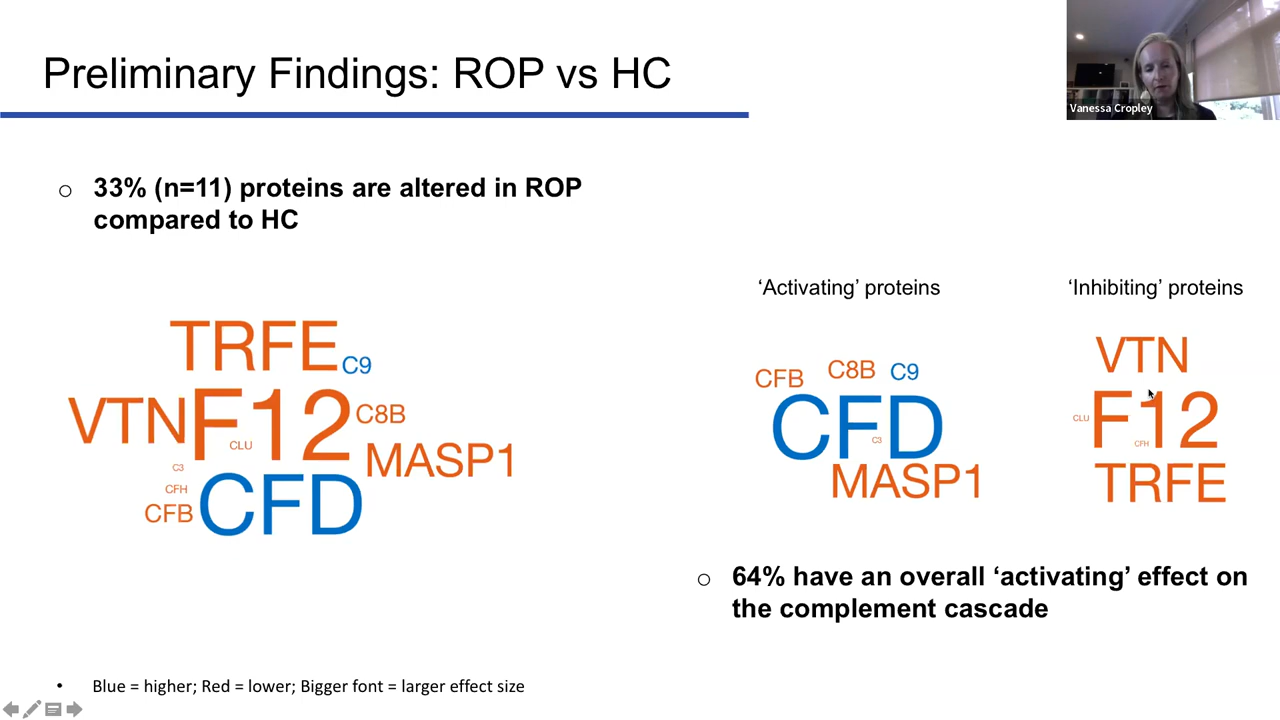 Preliminary Findings: ROP vs HC
Vanessa Cropley
33% (n=11) proteins are altered in ROP
compared to HC
TRFE
C9
VTN
F12
C8B
CLU
MASP1
C3
CFH
CFB
CFD
‘Activating’ proteins
CFB
C8B
C9
CFD
C3
MASP1
‘Inhibiting’ proteins
VTN
CLU
F12
CFH
TRFE
64% have an overall ‘activating’ effect on
the complement cascade
Blue = higher; Red = lower; Bigger font = larger effect size